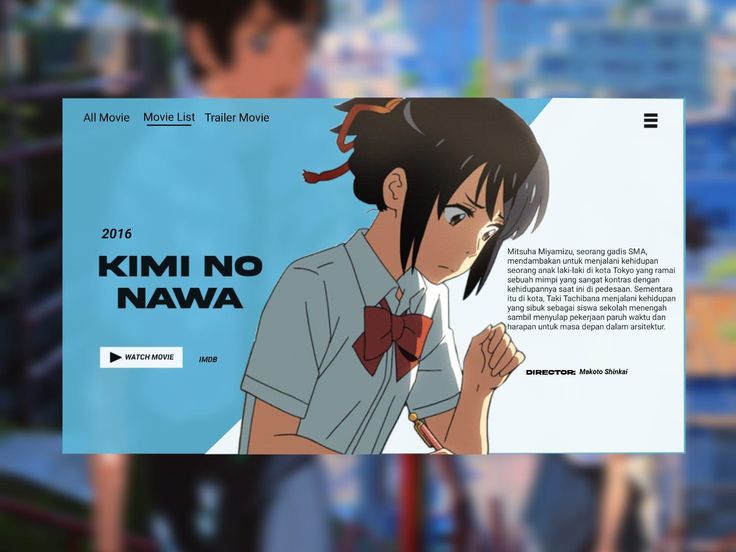 All Movie Movie List Trailer Movie
2016
KIMI NO
NAWA
WATCH MOVIE IMDB
Mitsuha Miyamizu, seorang gadis SMA,
mendambakan untuk menjalani kehidupan
seorang anak laki-laki di kota Tokyo yang ramai
sebuah mimpi yang sangat kontras dengan
kehidupannya saat ini di pedesaan. Sementara
itu di kota, Taki Tachibana menjalani kehidupan
yang sibuk sebagai siswa sekolah menengah
sambil menyulap pekerjaan paruh waktu dan
harapan untuk masa depan dalam arsitektur.
DIRECTOR: Makoto Shinkai